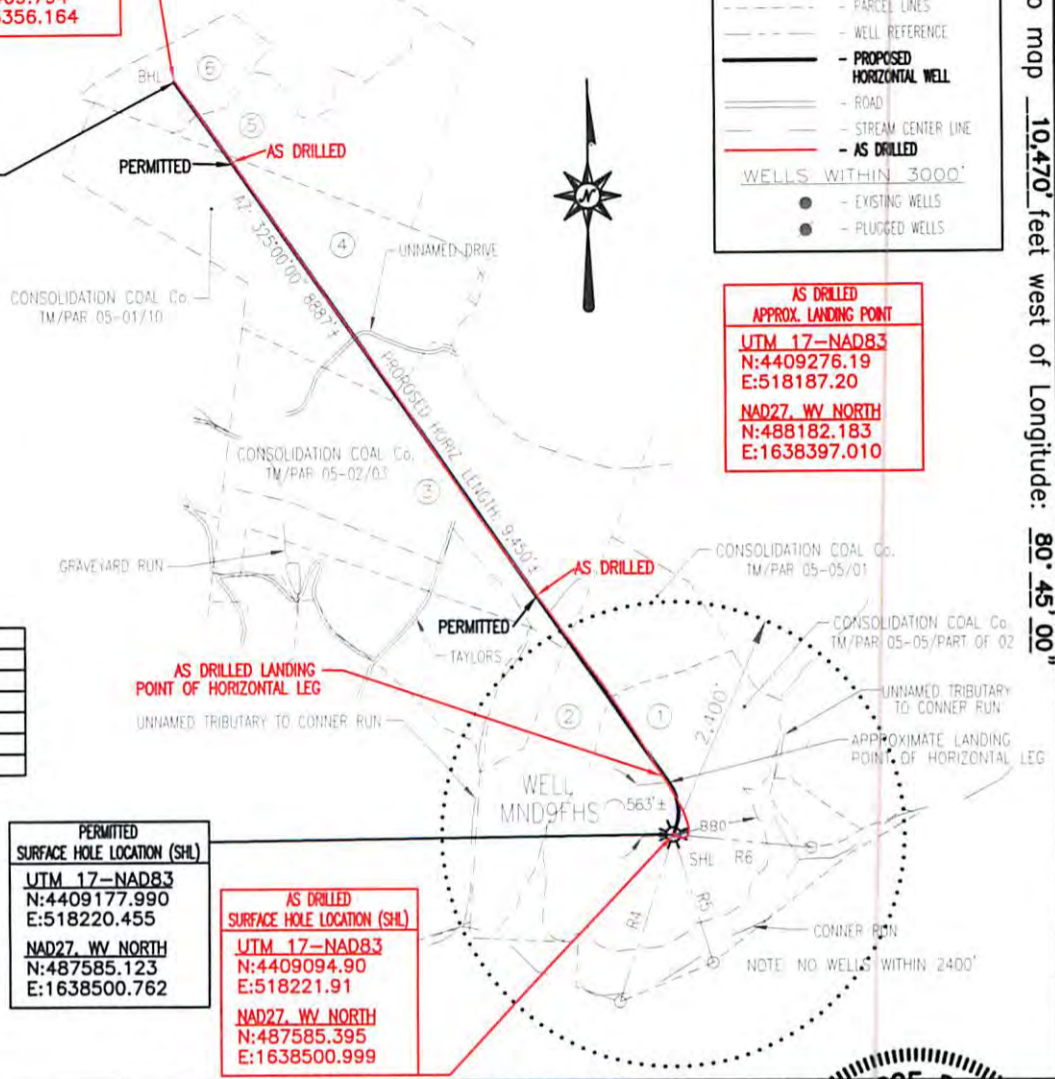 356.164
PARCEL LINES
WELL REFERENCE
PROPOSED
HORIZONTAL WELL
ROAD
STREAM CENTER LINE
AS DRILLED
WELLS WITHIN 3000'
EXISTING WELLS
PLUGGED WELLS
map 10,470' feet west of Longitude: 80° 45' 00"
BHL
6
5
PERMITTED
AS DRILLED
AZ. 325°00'00" 8887'±
4
UNNAMED DRIVE
N
CONSOLIDATION COAL Co.
TM/PAR 05-01/10
AS DRILLED
APPROX. LANDING POINT
UTM 17-NAD83
N:4409276.19
E:518187.20
NAD27, WV NORTH
N:488182.183
E:1638397.010
PROPOSED HORIZ LENGTH: 9,450'±
CONSOLIDATION COAL Co.
TM/PAR 05-02/03
3
GRAVEYARD RUN
AS DRILLED
CONSOLIDATION COAL Co.
TM/PAR 05-05/01
PERMITTED
TAYLORS
CONSOLIDATION COAL Co.
TM/PAR 05-05/PART OF 02
AS DRILLED LANDING
POINT OF HORIZONTAL LEG
UNNAMED TRIBUTARY TO CONNER RUN
2
1
2,400'
UNNAMED TRIBUTARY
TO CONNER RUN
APPROXIMATE LANDING
POINT OF HORIZONTAL LEG
WELL
MND9FHS
563'±
880
SHL
R6
R4
R5
CONNER RUN
NOTE: NO WELLS WITHIN 2400'
PERMITTED
SURFACE HOLE LOCATION (SHL)
UTM 17-NAD83
N:4409177.990
E:518220.455
NAD27, WV NORTH
N:487585.123
E:1638500.762
AS DRILLED
SURFACE HOLE LOCATION (SHL)
UTM 17-NAD83
N:4409094.90
E:518221.91
NAD27, WV NORTH
N:487585.395
E:1638500.999